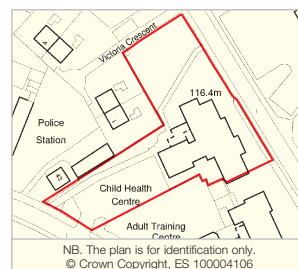 Victoria Crescent
116.4m
Police
Station
Child Health
Centre
Adult Training
Centre
NB. The plan is for identification only.
© Crown Copyright, ES 100004106